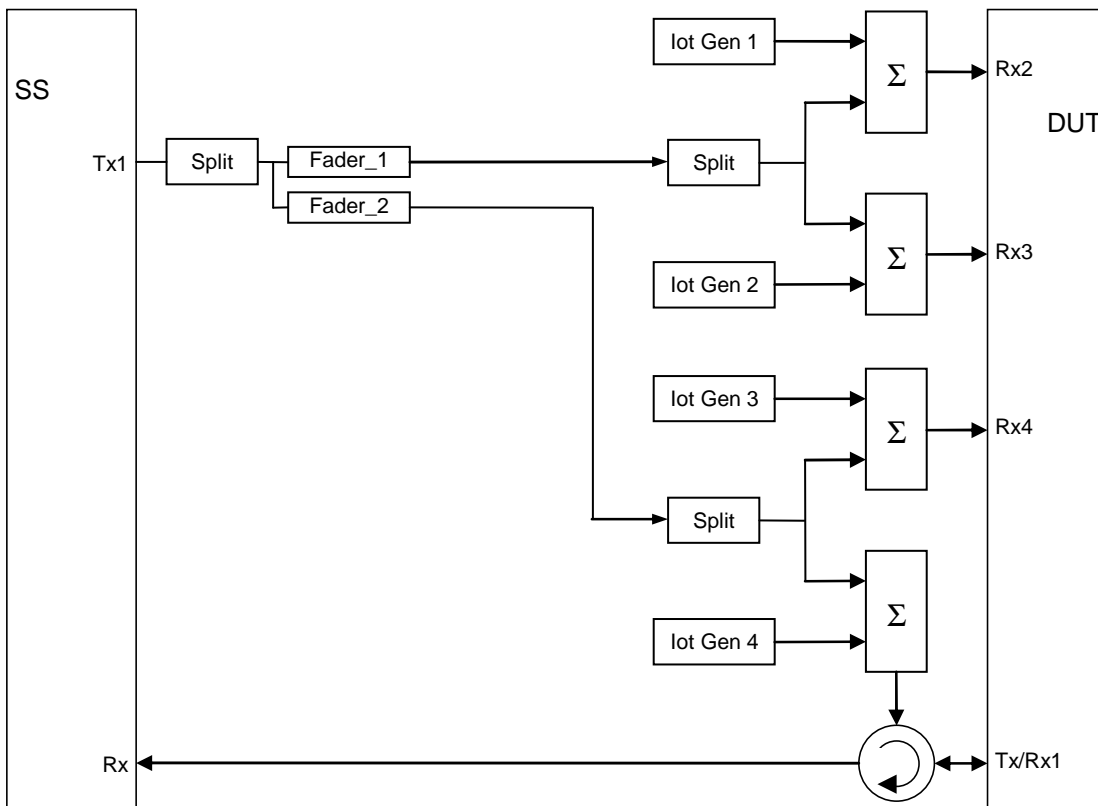 Iot Gen 1
Σ
Rx2
SS
DUT
Tx1
Split
Fader_1
Split
Fader_2
Σ
Rx3
Iot Gen 2
Iot Gen 3
Σ
Rx4
Split
Σ
Iot Gen 4
Rx
Tx/Rx1